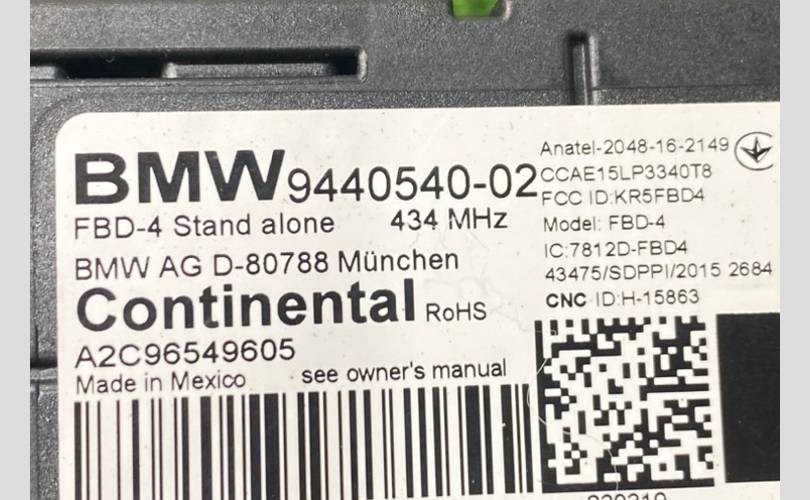 BMW 9440540-02
FBD-4 Stand alone 434 MHz
BMW AG D-80788 München
Continental RoHS
A2C96549605
Made in Mexico see owner's manual
Anatel-2048-16-2149
CCAE15LP3340T8
FCC ID:KR5FBD4
Model: FBD-4
IC:7812D-FBD4
43475/SDPPI/2015 2684
CNC ID:H-15863